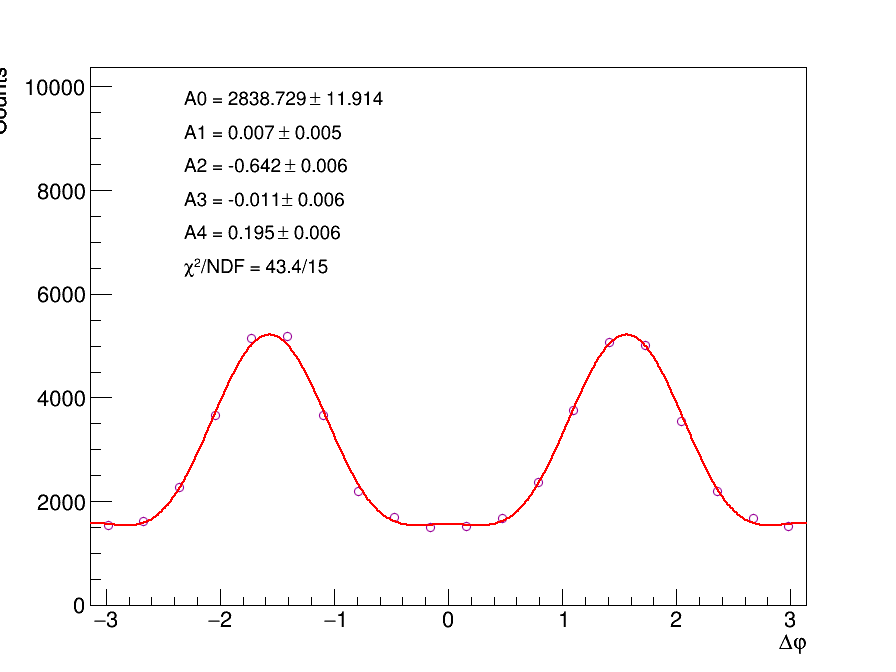 Counts
10000
A0 = 2838.729 ± 11.914
A1 = 0.007 ± 0.005
A2 = -0.642 ± 0.006
A3 = -0.011 ± 0.006
A4 = 0.195 ± 0.006
χ²/NDF = 43.4/15
8000
6000
4000
2000
0
−3 −2 −1 0 1 2 3
Δφ